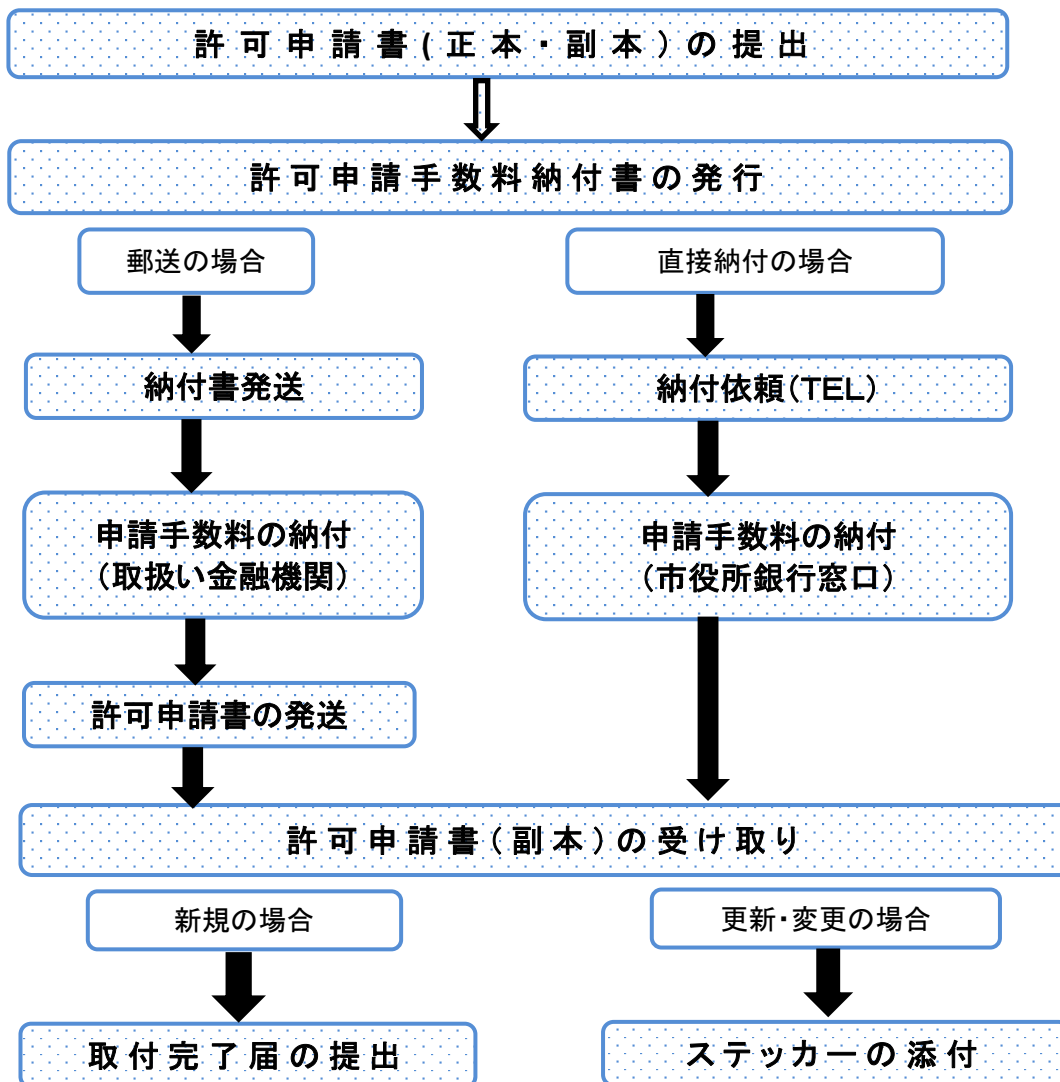 許可申請書(正本・副本)の提出
許可申請手数料納付書の発行
郵送の場合
直接納付の場合
納付書発送
納付依頼(TEL)
申請手数料の納付
(取扱い金融機関)
申請手数料の納付
(市役所銀行窓口)
許可申請書の発送
許可申請書(副本)の受け取り
新規の場合
更新・変更の場合
取付完了届の提出
ステッカーの添付